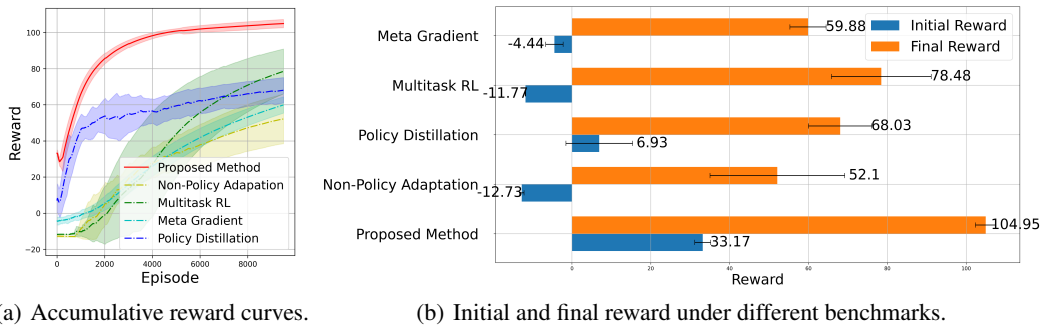 100
80
60
40
20
0
−20
0
2000
4000
6000
8000
Reward
Episode
Proposed Method
Non-Policy Adapation
Multitask RL
Meta Gradient
Policy Distillation
Meta Gradient
Multitask RL
Policy Distillation
Non-Policy Adaptation
Proposed Method
-4.44
59.88
-11.77
78.48
68.03
6.93
-12.73
52.1
104.95
33.17
Initial Reward
Final Reward
0
20
40
60
80
100
Reward
(a) Accumulative reward curves.
(b) Initial and final reward under different benchmarks.